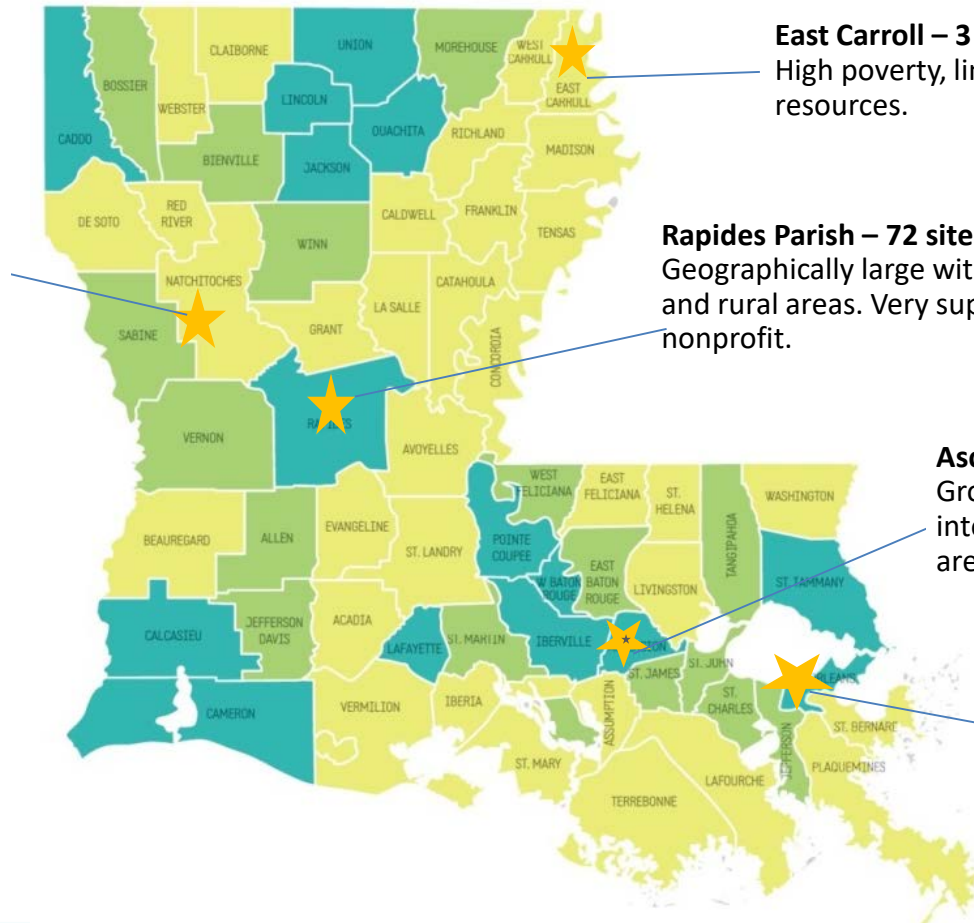 East Carroll – 3
High poverty, lin
resources.
Rapides Parish – 72 site
Geographically large wit
and rural areas. Very sup
nonprofit.
Asc
Gro
inte
are
CADDO
BOSSIER
WEBSTER
CLAIBORNE
UNION
LINCOLN
MOREHOUSE
WEST
CARROLL
EAST
CARROLL
OUACHITA
RICHLAND
MADISON
BIENVILLE
JACKSON
DE SOTO
RED
RIVER
CALDWELL
FRANKLIN
TENSAS
WINN
NATCHITOCHES
SABINE
GRANT
LA SALLE
CATAHOULA
CONCORDIA
VERNON
RAPIDES
AVOYELLES
BEAUREGARD
ALLEN
EVANGELINE
ST. LANDRY
POINTE
COUPEE
WEST
FELICIANA
EAST
FELICIANA
ST.
HELENA
TANGIPAHOA
WASHINGTON
W BATON
ROUGE
EAST
BATON
ROUGE
LIVINGSTON
ST. TAMMANY
CALCASIEU
JEFFERSON
DAVIS
ACADIA
LAFAYETTE
ST. MARTIN
IBERVILLE
ST. JAMES
ST. JOHN
CAMERON
VERMILION
IBERIA
ASSUMPTION
ST.
CHARLES
JEFFERSON
ST. BERNARD
PLAQUEMINES
ST. MARY
TERREBONNE
LAFOURCHE